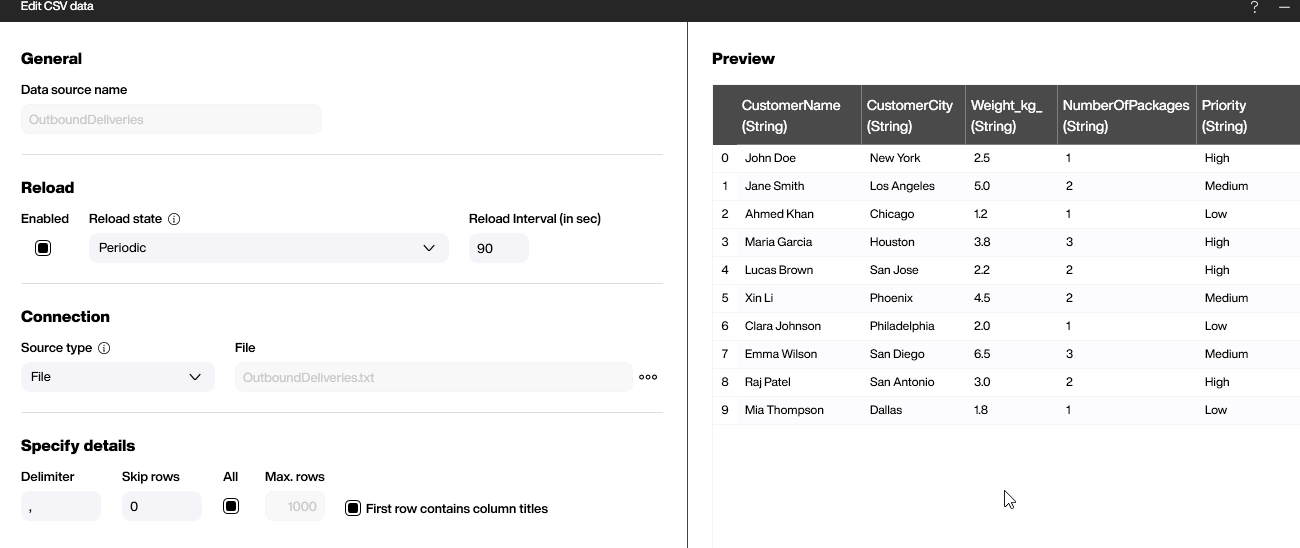 Edit CSV data
?
General
Data source name
OutboundDeliveries
Reload
Enabled Reload state Reload Interval (in sec)
Periodic 90
Connection
Source type File
File OutboundDeliveries.txt
Specify details
Delimiter Skip rows All Max. rows
, 0 1000 First row contains column titles
Preview
CustomerName CustomerCity Weight_kg_ NumberOfPackages Priority
(String) (String) (String) (String) (String)
0 John Doe New York 2.5 1 High
1 Jane Smith Los Angeles 5.0 2 Medium
2 Ahmed Khan Chicago 1.2 1 Low
3 Maria Garcia Houston 3.8 3 High
4 Lucas Brown San Jose 2.2 2 High
5 Xin Li Phoenix 4.5 2 Medium
6 Clara Johnson Philadelphia 2.0 1 Low
7 Emma Wilson San Diego 6.5 3 Medium
8 Raj Patel San Antonio 3.0 2 High
9 Mia Thompson Dallas 1.8 1 Low